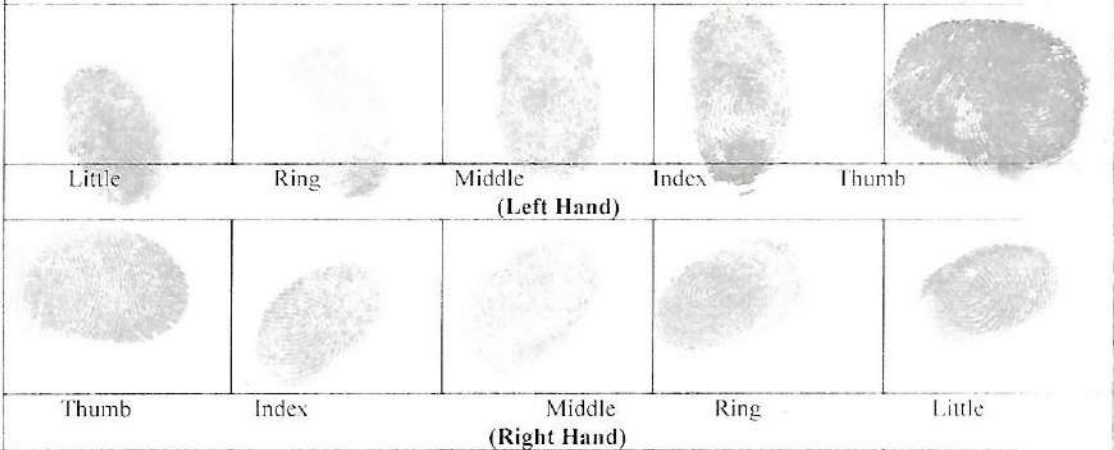 Little Ring Middle Index Thumb
(Left Hand)
Thumb Index Middle Ring Little
(Right Hand)